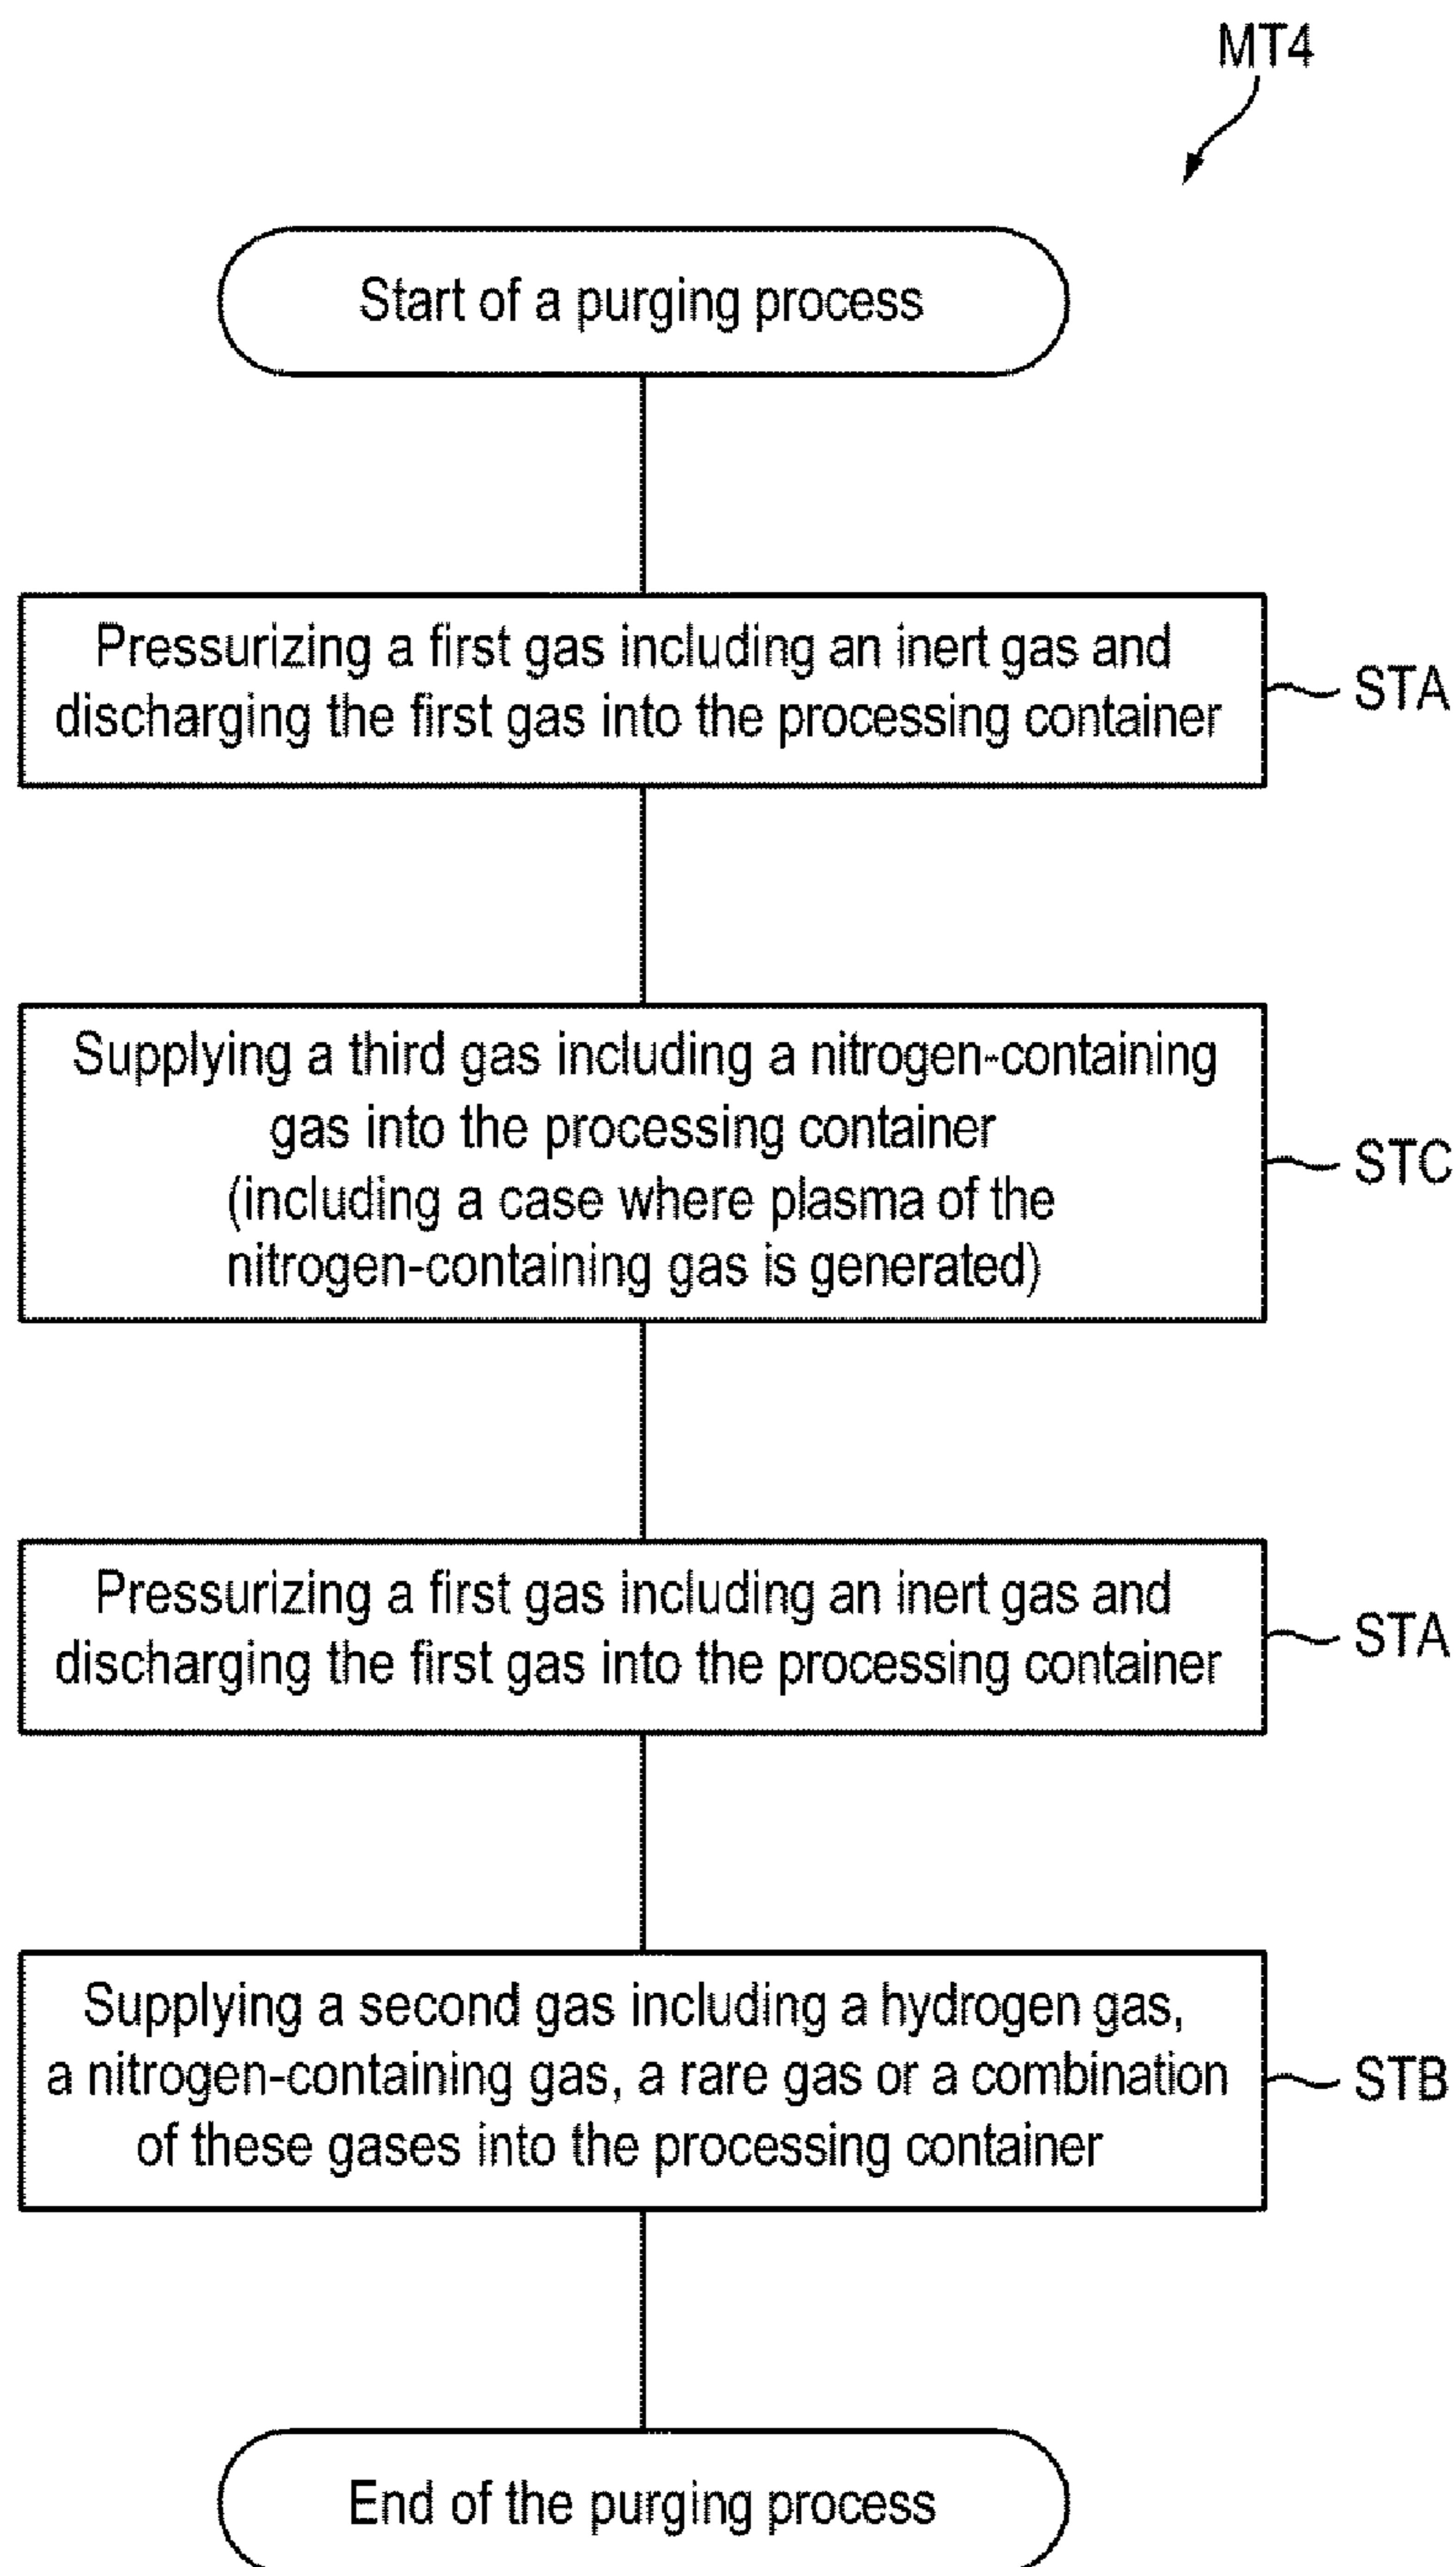 MT4
Start of a purging process
Pressurizing a first gas including an inert gas and
discharging the first gas into the processing container
STA
Supplying a third gas including a nitrogen-containing
gas into the processing container
(including a case where plasma of the
nitrogen-containing gas is generated)
STC
Pressurizing a first gas including an inert gas and
discharging the first gas into the processing container
STA
Supplying a second gas including a hydrogen gas,
a nitrogen-containing gas, a rare gas or a combination
of these gases into the processing container
STB
End of the purging process